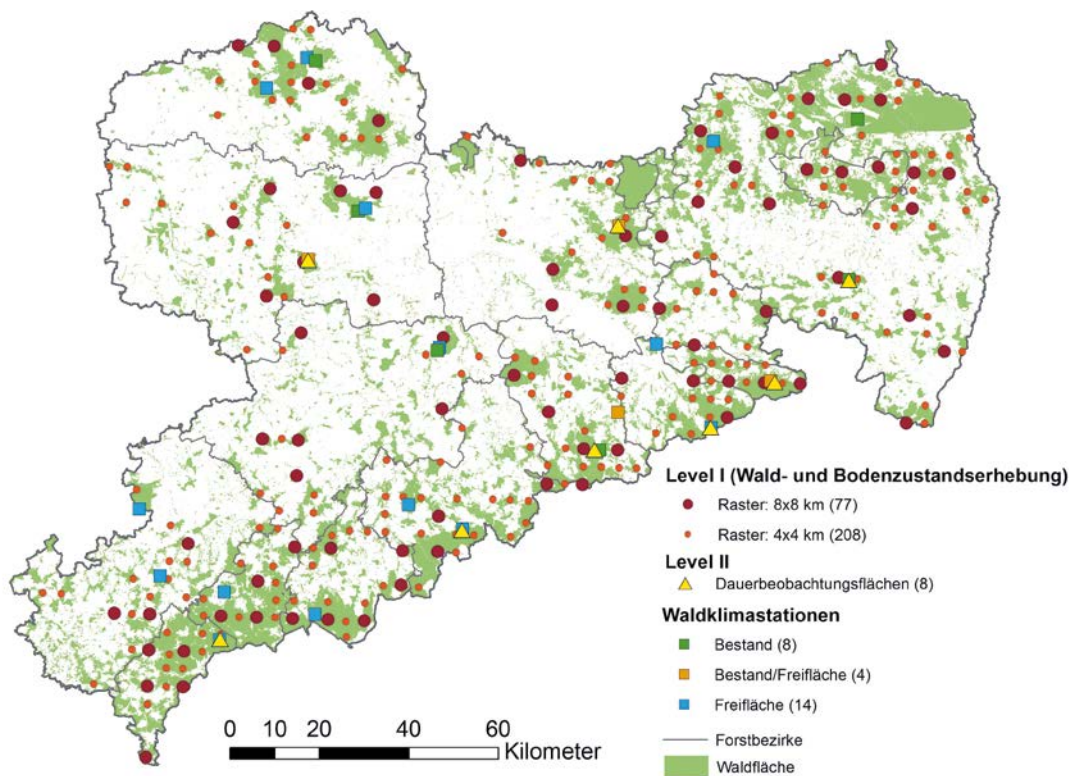 Level I (Wald- und Bodenzustandserhebung)
Raster: 8x8 km (77)
Raster: 4x4 km (208)
Level II
Dauerbeobachtungsflächen (8)
Waldklimastationen
Bestand (8)
Bestand/Freifläche (4)
Freifläche (14)
Forstbezirke
Waldfläche
0 10 20 40 60
Kilometer